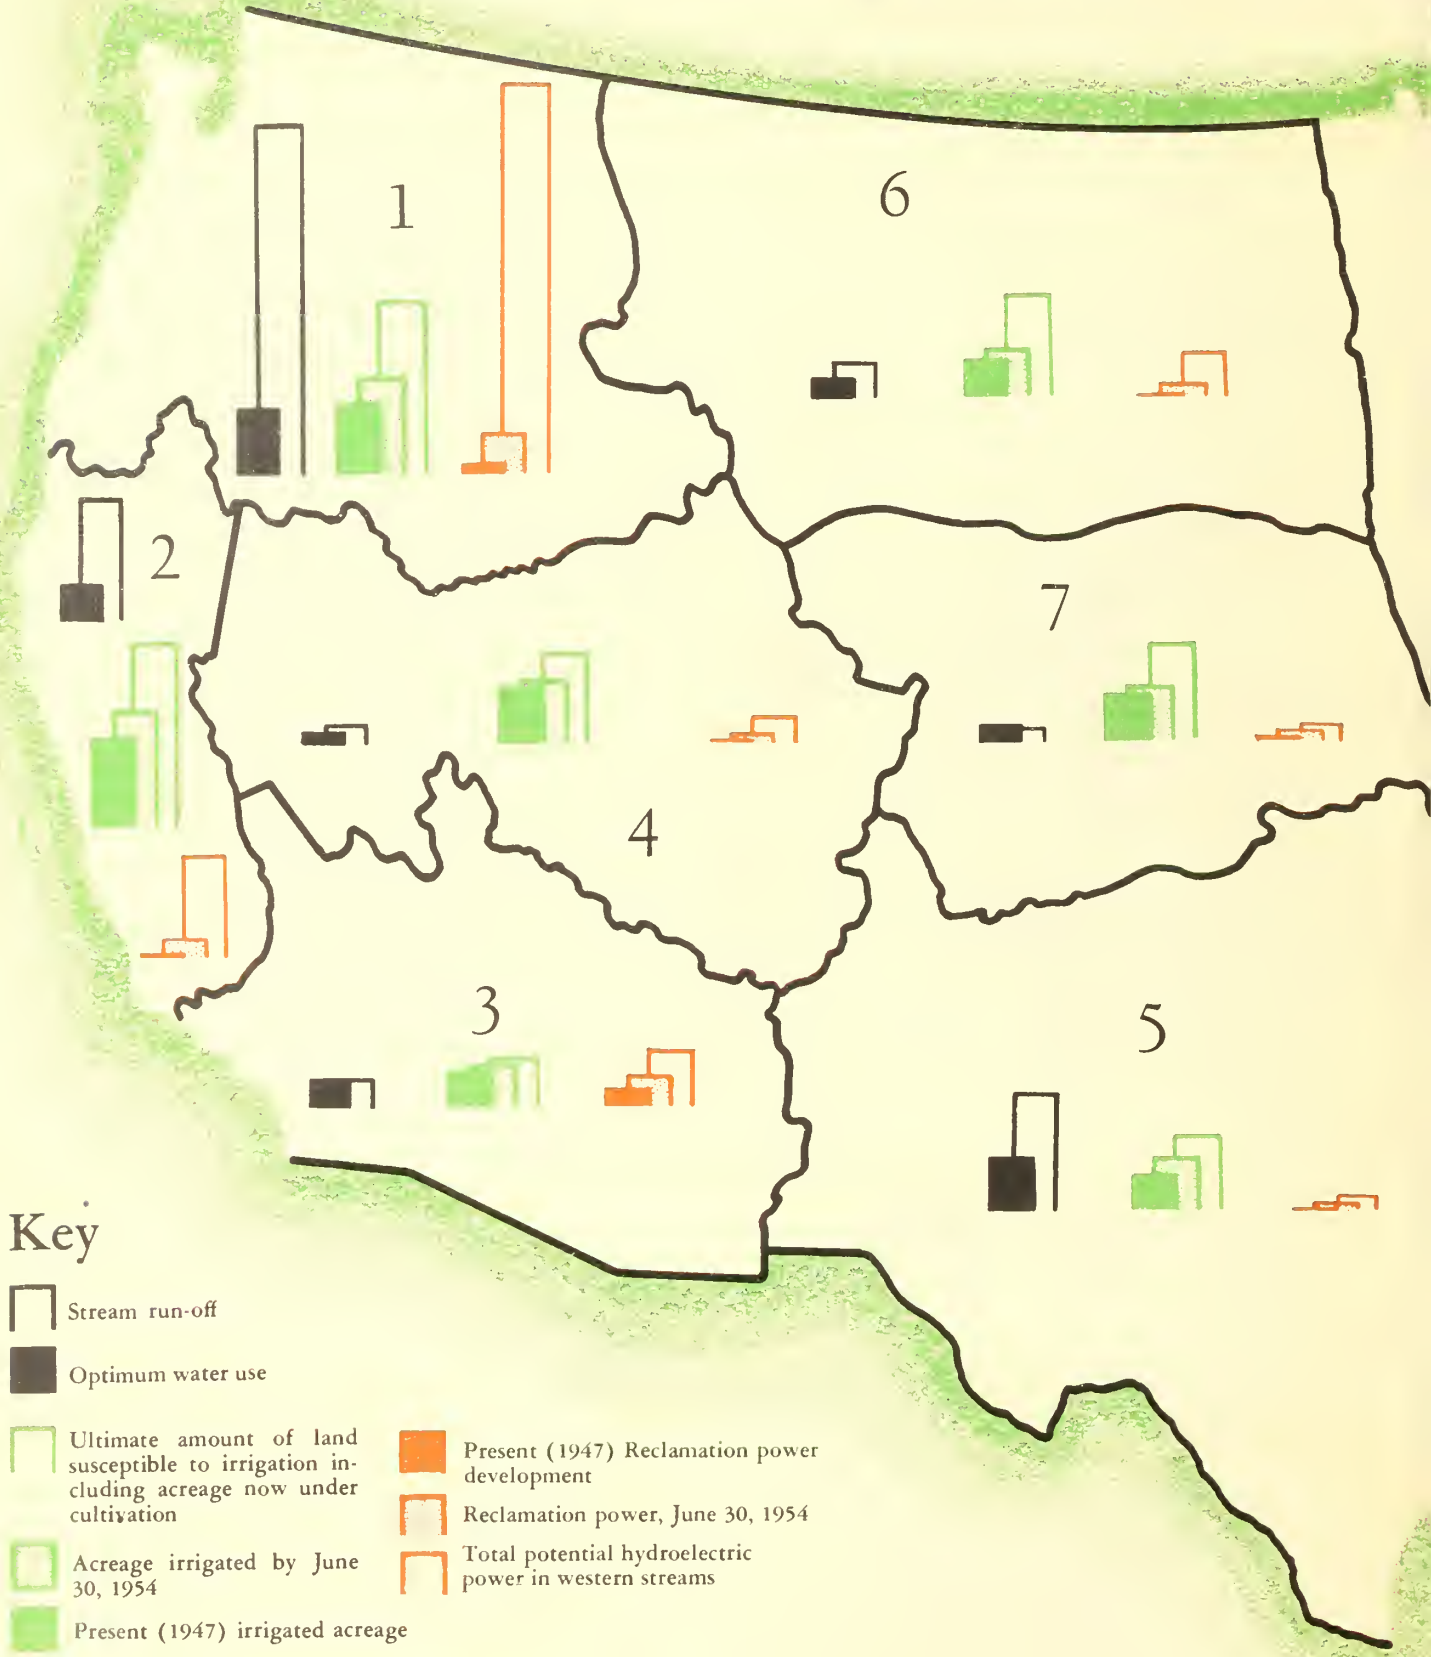 1
6
2
7
4
3
5
Key
Stream run-off
Optimum water use
Ultimate amount of land
susceptible to irrigation in-
cluding acreage now under
cultivation
Acreage irrigated by June
30, 1954
Present (1947) irrigated acreage
Present (1947) Reclamation power
development
Reclamation power, June 30, 1954
Total potential hydroelectric
power in western streams